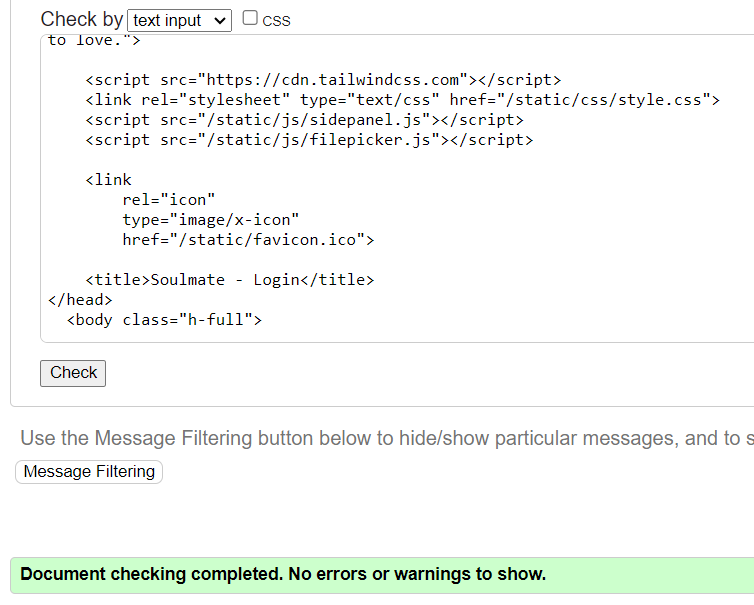 Check by text input CSS
to love.">
<script src="https://cdn.tailwindcss.com"></script>
<link rel="stylesheet" type="text/css" href="/static/css/style.css">
<script src="/static/js/sidepanel.js"></script>
<script src="/static/js/filepicker.js"></script>
<link
rel="icon"
type="image/x-icon"
href="/static/favicon.ico">
<title>Soulmate - Login</title>
</head>
<body class="h-full">
Check
Use the Message Filtering button below to hide/show particular messages, and to s
Message Filtering
Document checking completed. No errors or warnings to show.